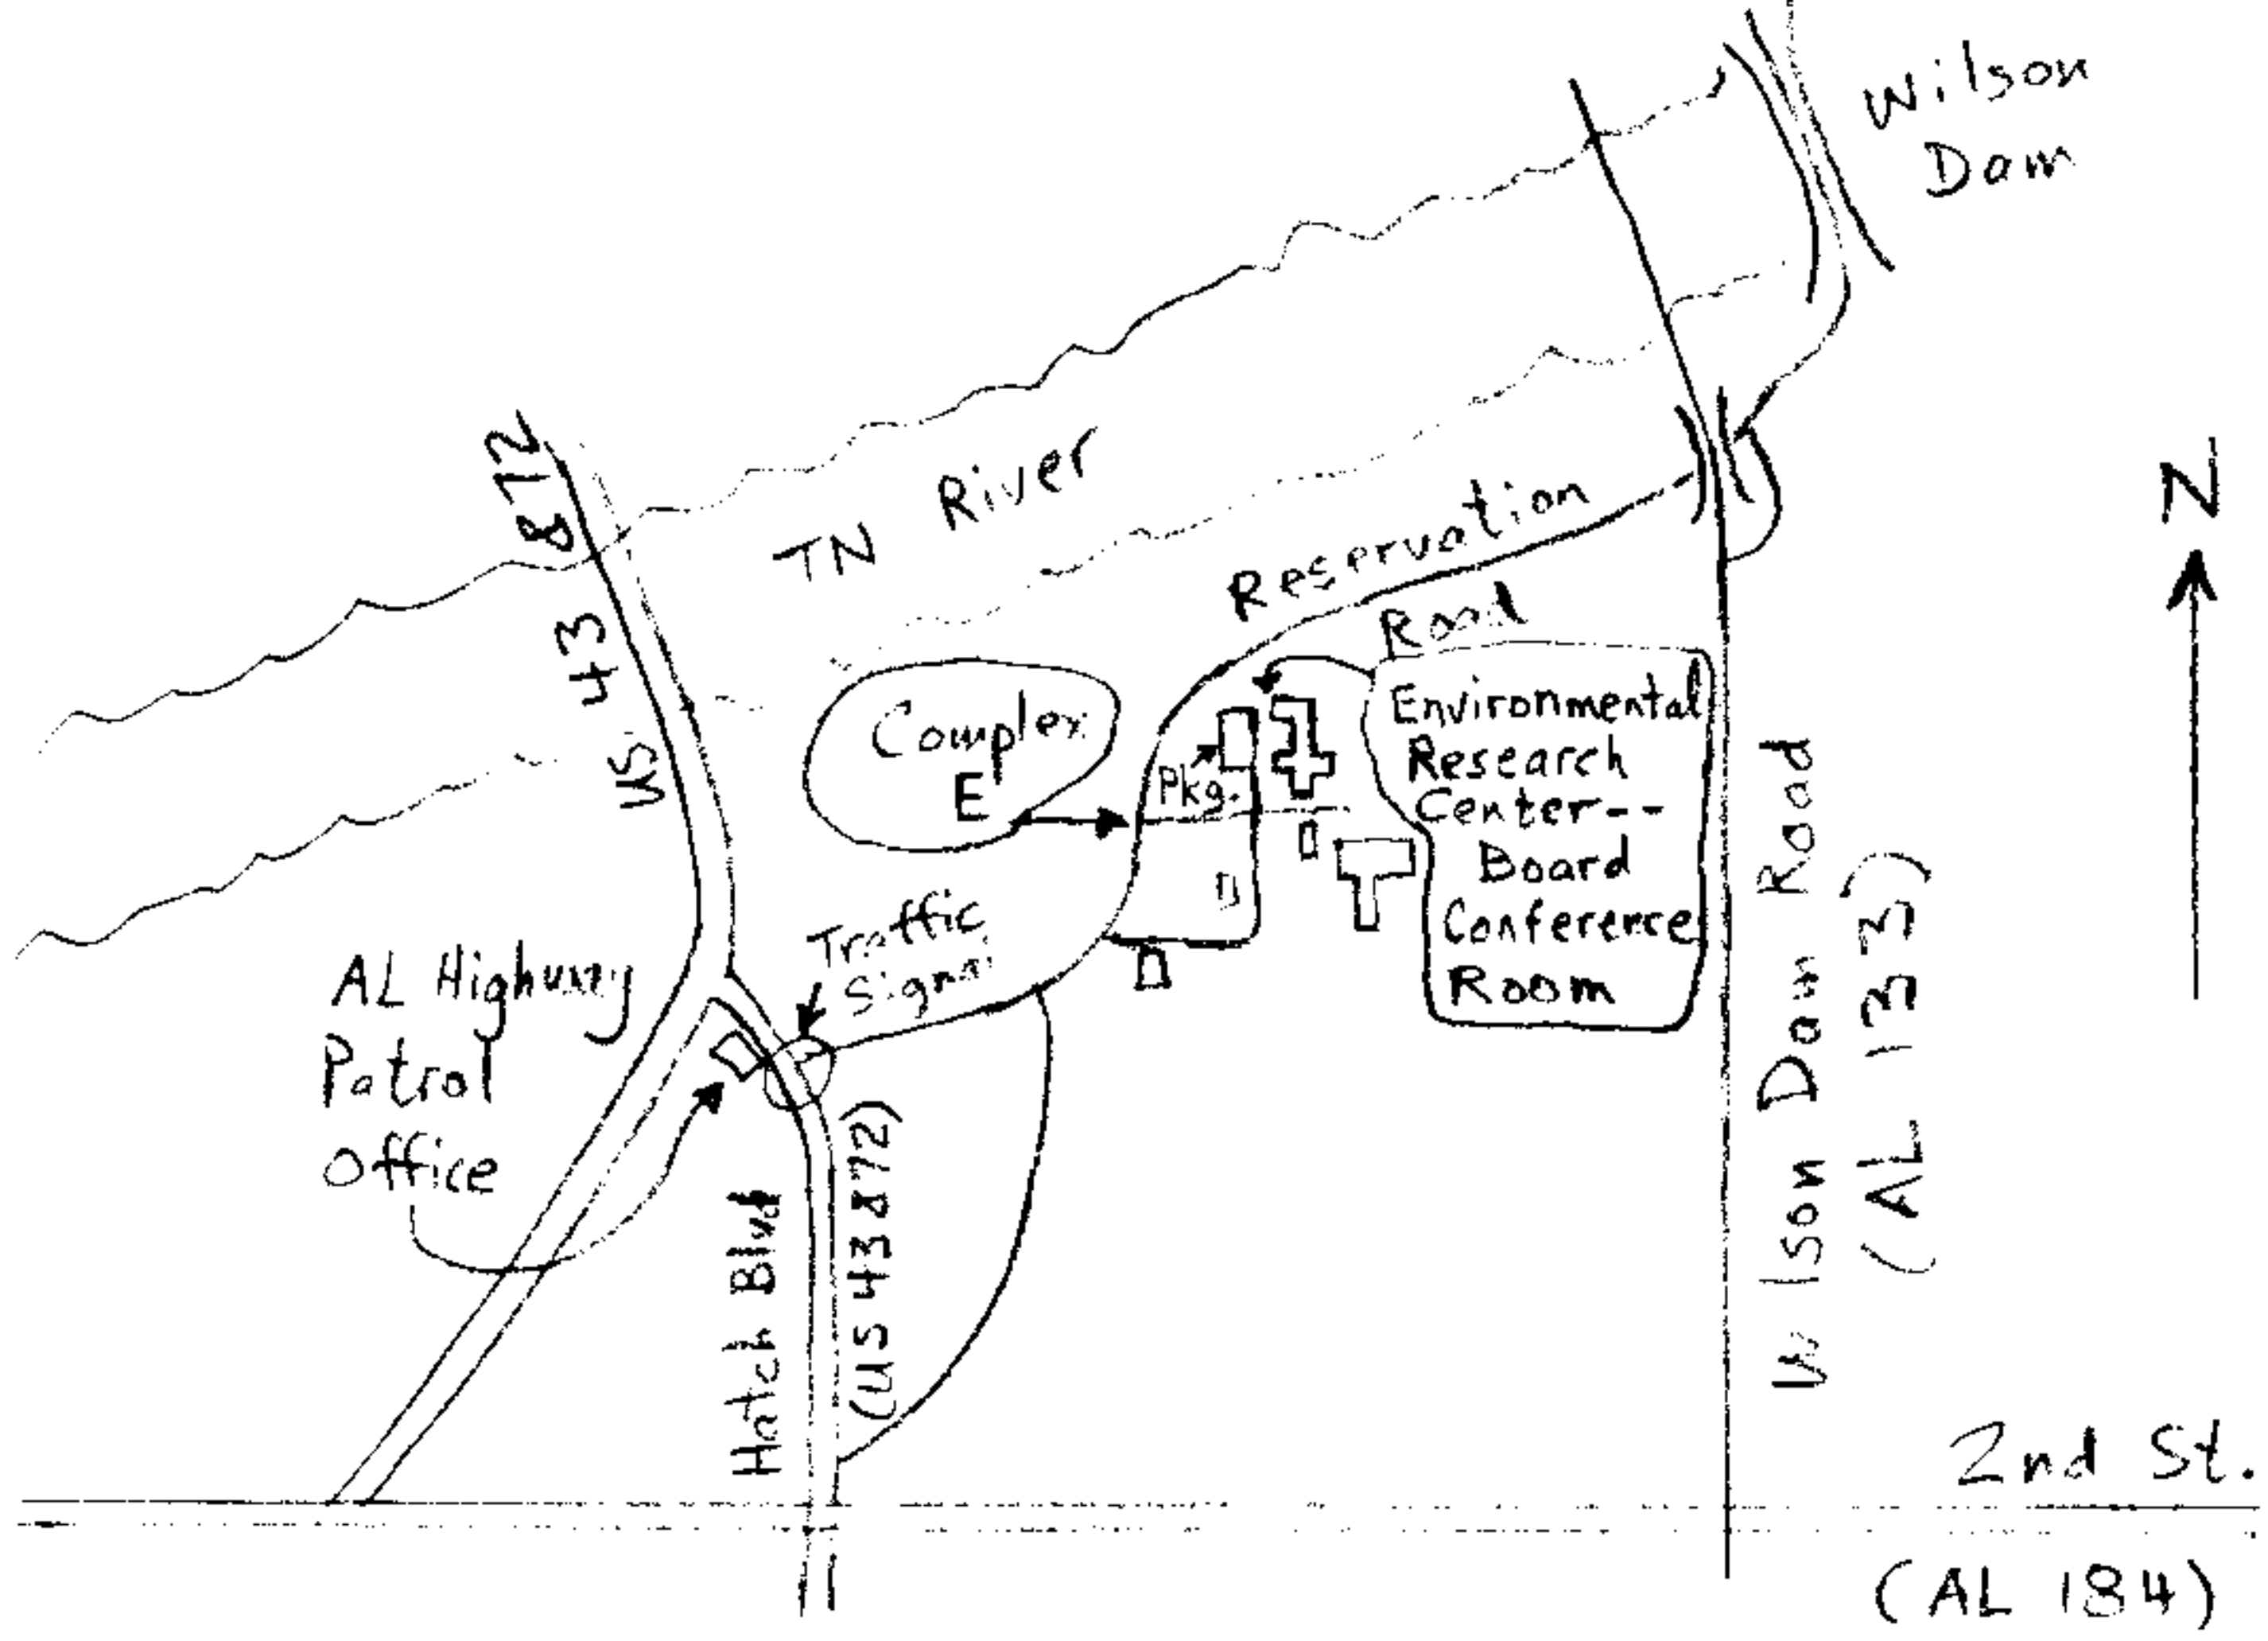 Wilson
Dam
N
US 43 &72
TN River
Reservation
Road
Complex
E
Pkg.
Environmental
Research
Center--
Board
Conference
Room
Traffic
Signal
AL Highway
Patrol
Office
Hatch Blvd
(US 43 &72)
Wilson Dam Road
(AL 133)
2nd St.
(AL 184)